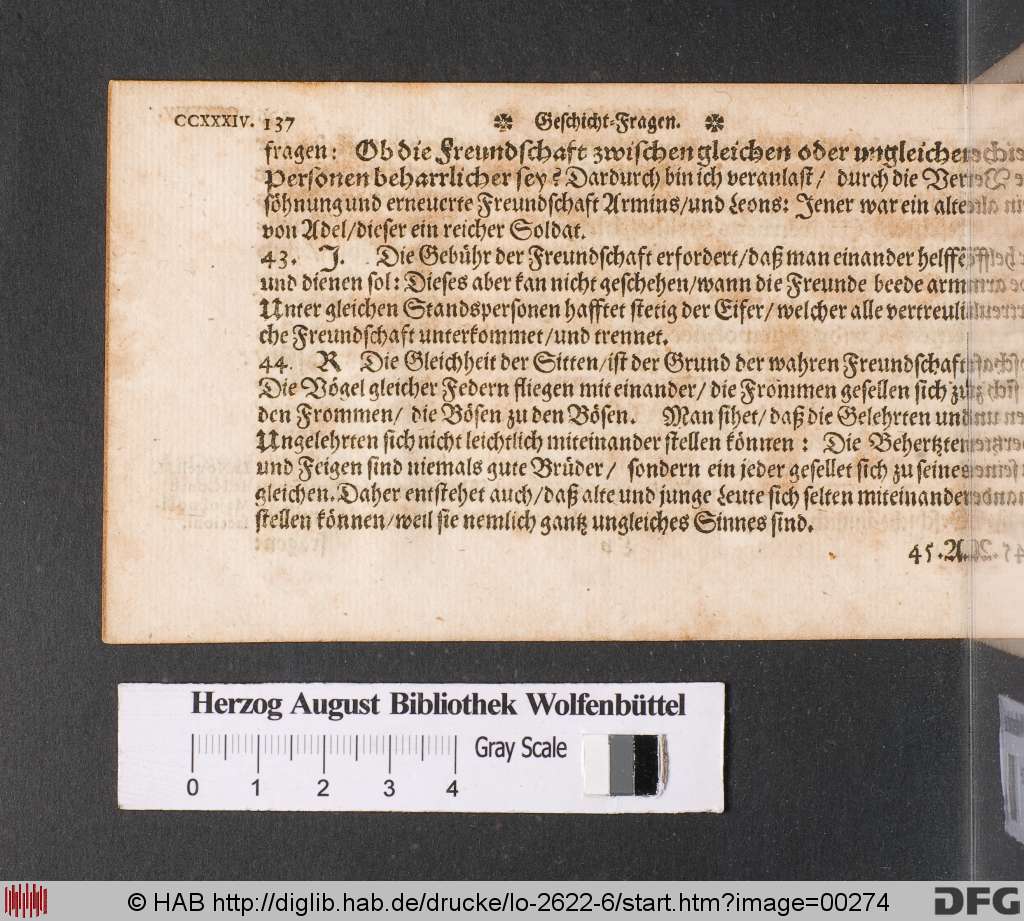 CCXXXIV. 137 Geschicht-Fragen.
fragen: Ob die Freundschaft zwischen gleichen oder ungleichen
Personen beharrlicher sey? Dardurch bin ich veranlast/ durch die Ver-
söhnung und erneuerte Freundschaft Armins/und Leons: Jener war ein alter
von Adel/dieser ein reicher Soldat.
43. J. Die Gebühr der Freundschaft erfordert/daß man einander helffe
und dienen sol: Dieses aber kan nicht geschehen/wann die Freunde beede arm
Unter gleichen Standspersonen hafftet stetig der Eifer/welcher alle vertreuli-
che Freundschaft unterkommet/und trennet.
44. R Die Gleichheit der Sitten/ist der Grund der wahren Freundschaft
Die Vögel gleicher Federn fliegen mit einander/ die From̃en gesellen sich zu
den Frommen/ die Bösen zu den Bösen. Man sihet/daß die Gelehrten und
Ungelehrten sich nicht leichtlich miteinander stellen können: Die Behertzten
und Feigen sind niemals gute Brüder/ sondern ein jeder gesellet sich zu seines
gleichen. Daher entstehet auch/daß alte und junge Leute sich selten miteinander
stellen können/weil sie nemlich gantz ungleiches Sinnes sind.
45. A.
Herzog August Bibliothek Wolfenbüttel
Gray Scale
0 1 2 3 4
© HAB http://diglib.hab.de/drucke/lo-2622-6/start.htm?image=00274
DFG